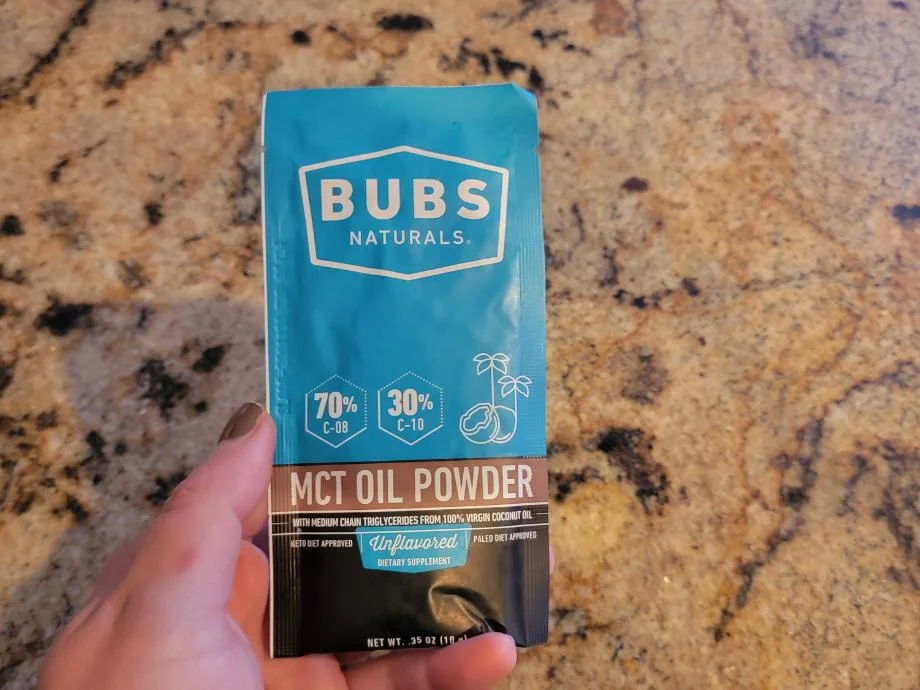 BUBS
NATURALS®
70% 30%
C-08 C-10
MCT OIL POWDER
WITH MEDIUM CHAIN TRIGLYCERIDES FROM 100% VIRGIN COCONUT OIL
KETO DIET APPROVED Unflavored PALEO DIET APPROVED
DIETARY SUPPLEMENT
NET WT. .35 OZ (10 g)